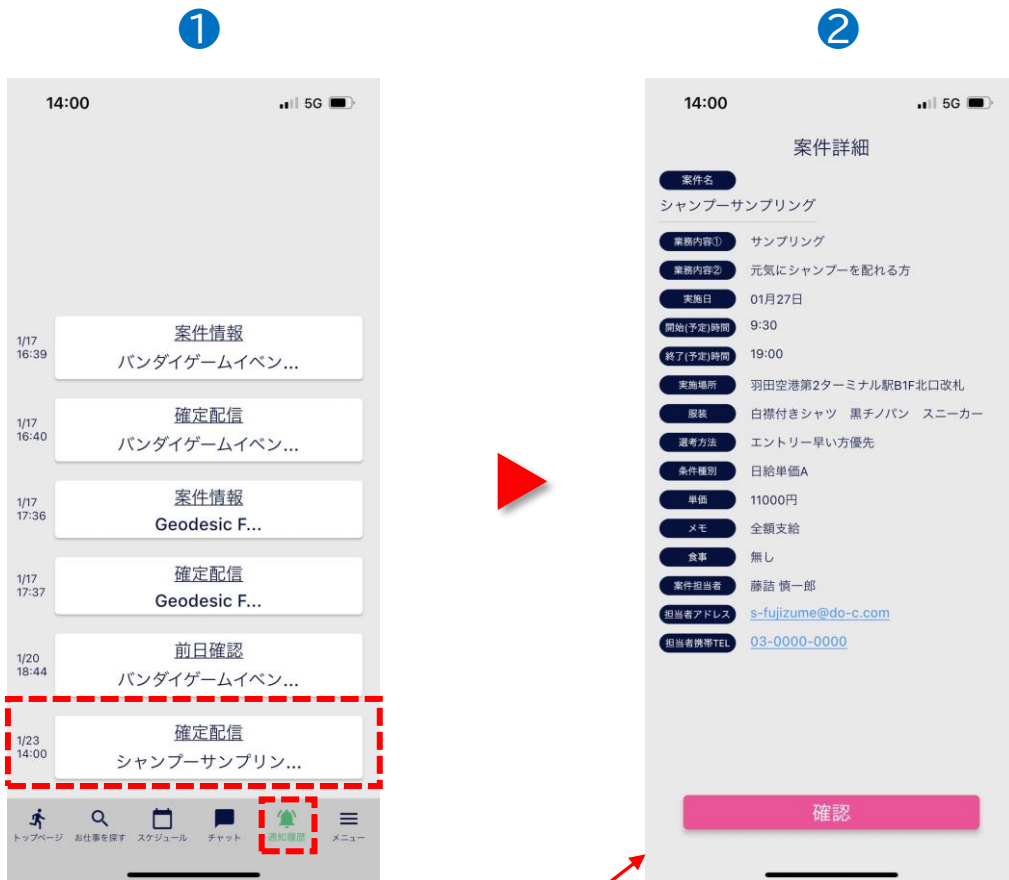 ❶
14:00
5G
1/17
16:39
案件情報
バンダイゲームイベン...
1/17
16:40
確定配信
バンダイゲームイベン...
1/17
17:36
案件情報
Geodesic F...
1/17
17:37
確定配信
Geodesic F...
1/20
18:44
前日確認
バンダイゲームイベン...
1/23
14:00
確定配信
シャンプーサンプリン...
トップページ お仕事を探す スケジュール チャット 通知履歴 メニュー
❷
14:00
5G
案件詳細
案件名
シャンプーサンプリング
業務内容① サンプリング
業務内容② 元気にシャンプーを配れる方
実施日 01月27日
開始(予定)時間 9:30
終了(予定)時間 19:00
実施場所 羽田空港第2ターミナル駅B1F北口改札
服装 白襟付きシャツ　黒チノパン　スニーカー
選考方法 エントリー早い方優先
条件種別 日給単価A
単価 11000円
メモ 全額支給
食事 無し
案件担当者 藤詰 慎一郎
担当者アドレス s-fujizume@do-c.com
担当者携帯TEL 03-0000-0000
確認